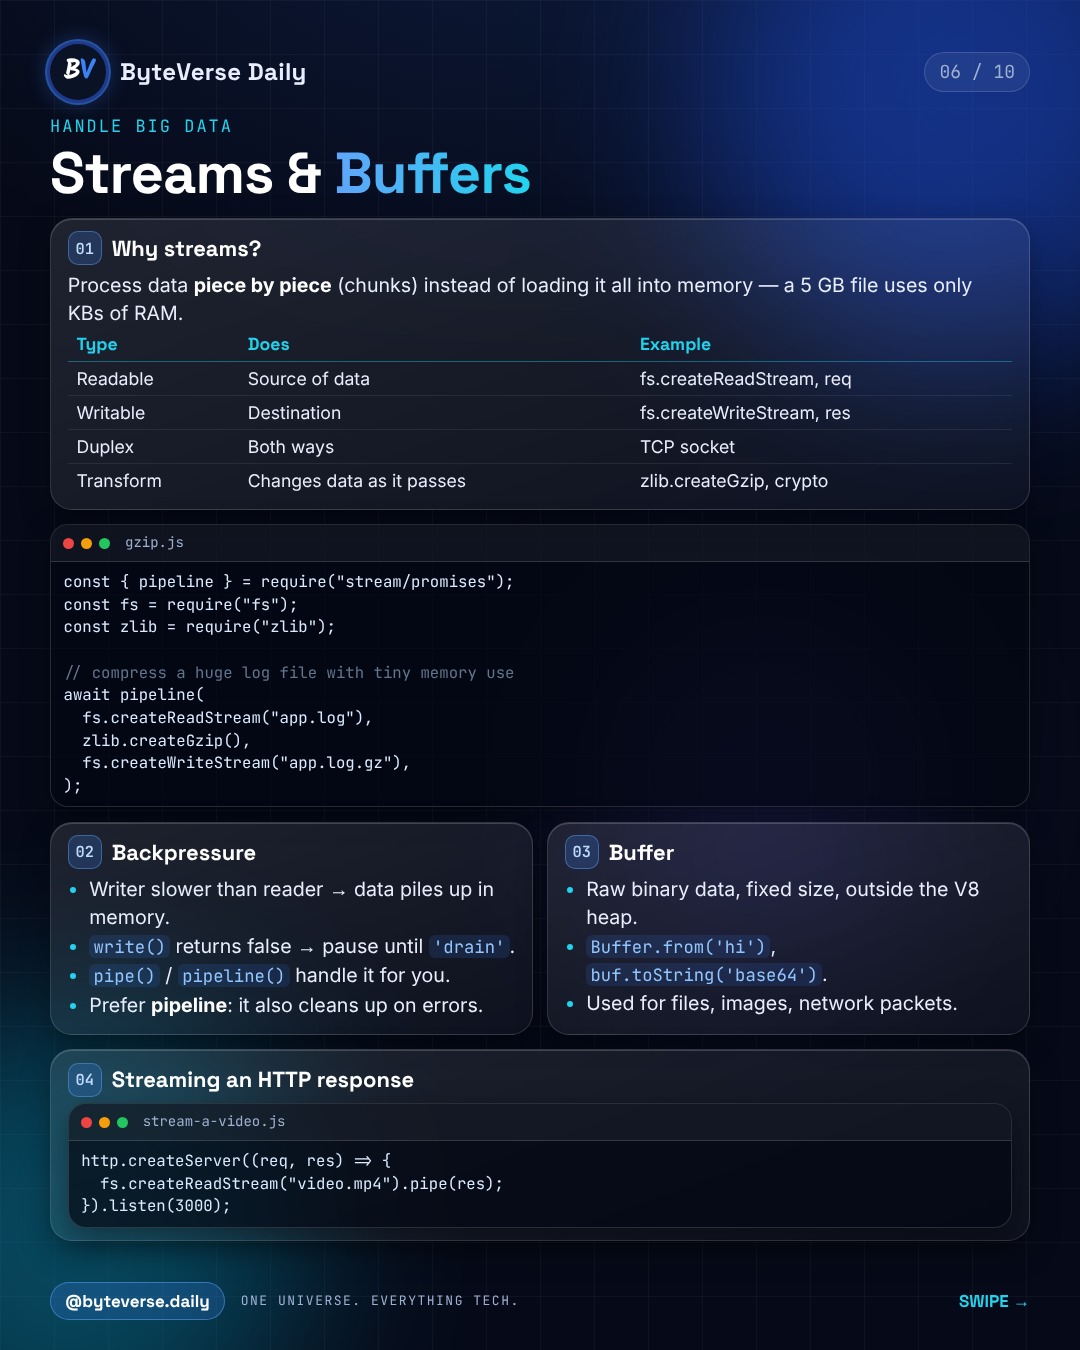 BV ByteVerse Daily
06 / 10
HANDLE BIG DATA
Streams & Buffers
01 Why streams?
Process data piece by piece (chunks) instead of loading it all into memory — a 5 GB file uses only
KBs of RAM.
Type Does Example
Readable Source of data fs.createReadStream, req
Writable Destination fs.createWriteStream, res
Duplex Both ways TCP socket
Transform Changes data as it passes zlib.createGzip, crypto
gzip.js
const { pipeline } = require("stream/promises");
const fs = require("fs");
const zlib = require("zlib");
// compress a huge log file with tiny memory use
await pipeline(
  fs.createReadStream("app.log"),
  zlib.createGzip(),
  fs.createWriteStream("app.log.gz"),
);
02 Backpressure
• Writer slower than reader → data piles up in
memory.
• write() returns false → pause until 'drain'.
• pipe() / pipeline() handle it for you.
• Prefer pipeline: it also cleans up on errors.
03 Buffer
• Raw binary data, fixed size, outside the V8
heap.
• Buffer.from('hi'),
buf.toString('base64').
• Used for files, images, network packets.
04 Streaming an HTTP response
stream-a-video.js
http.createServer((req, res) => {
  fs.createReadStream("video.mp4").pipe(res);
}).listen(3000);
@byteverse.daily ONE UNIVERSE. EVERYTHING TECH.
SWIPE →